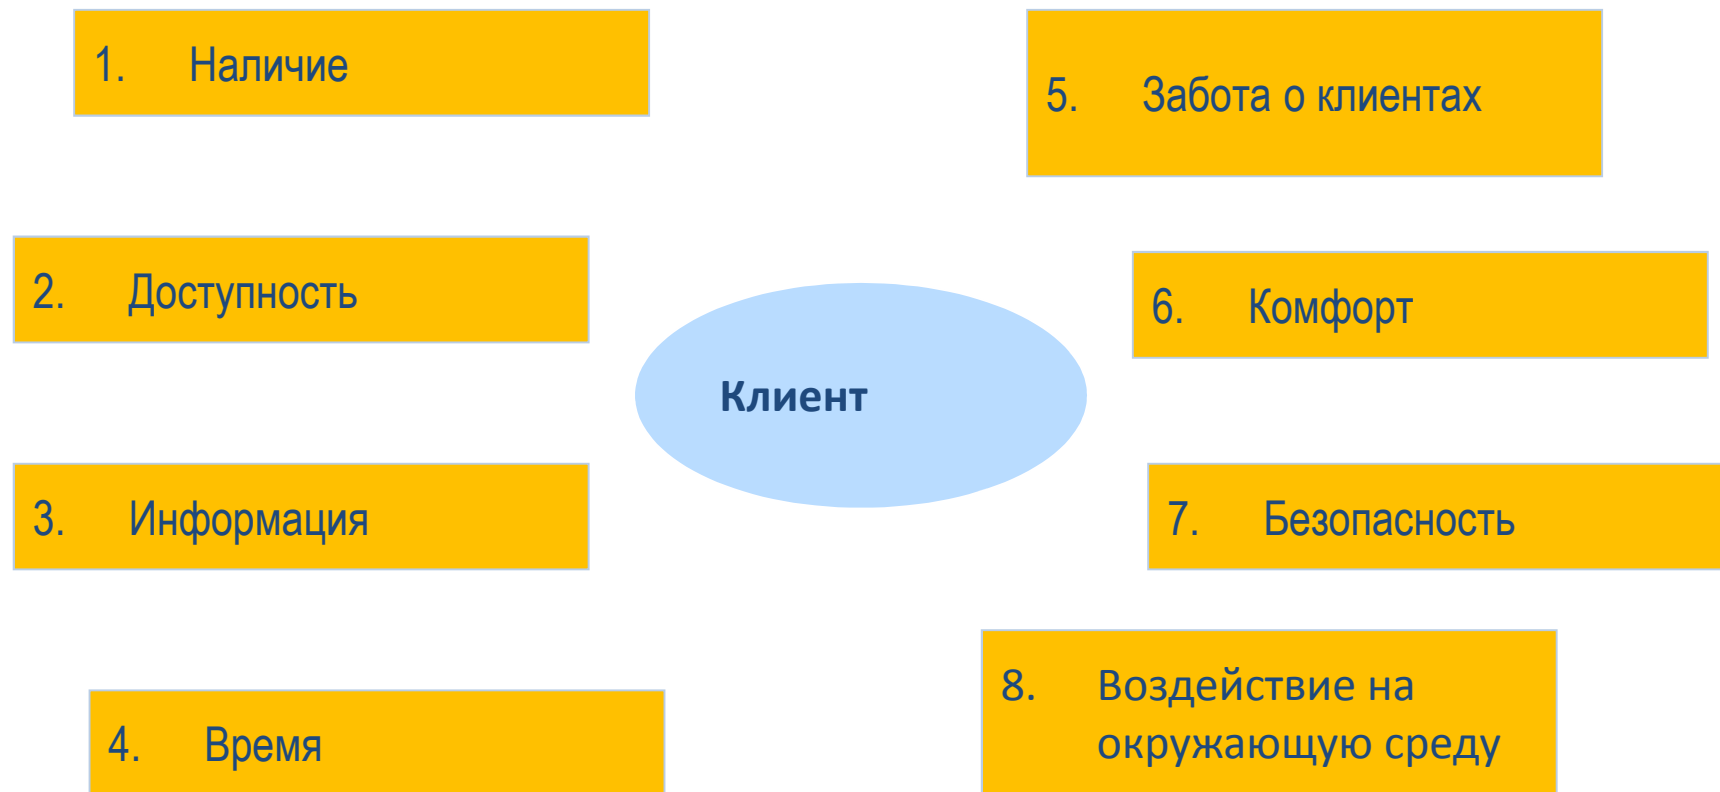 1. Наличие
2. Доступность
3. Информация
4. Время
Клиент
5. Забота о клиентах
6. Комфорт
7. Безопасность
8. Воздействие на
окружающую среду